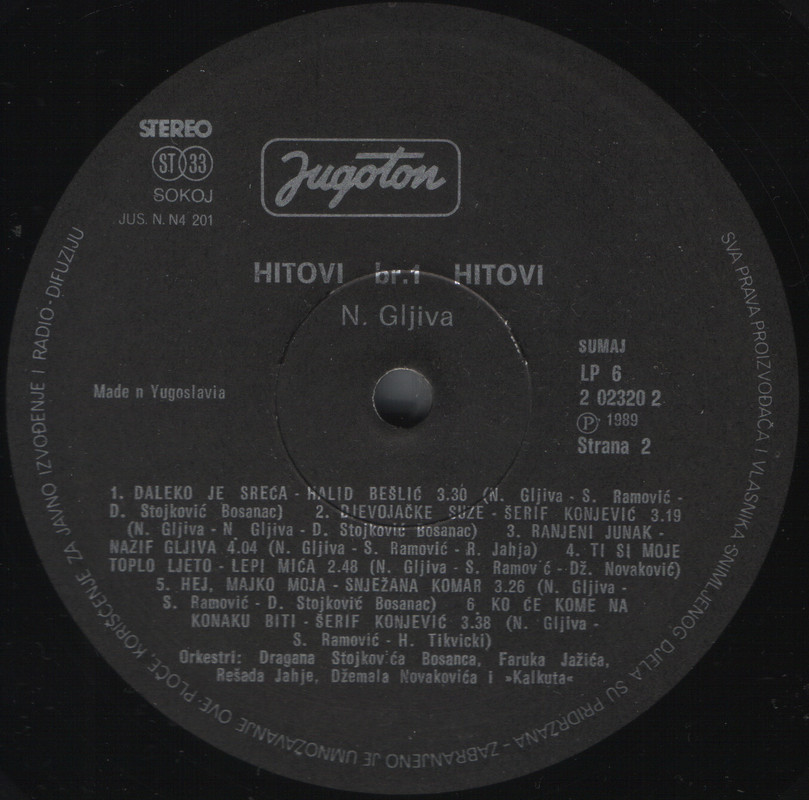 STEREO
ST 33
SOKOJ
JUS. N. N4 201
Jugoton
HITOVI br.1 HITOVI
N. Gljiva
Made n Yugoslavia
SUMAJ
LP 6
2 02320 2
Ⓟ 1989
Strana 2
1. DALEKO JE SREĆA - HALID BEŠLIĆ 3.30 (N. Gljiva - S. Ramović -
D. Stojković Bosanac) 2. DJEVOJAČKE SUZE - ŠERIF KONJEVIĆ 3.19
(N. Gljiva - N. Gljiva - D. Stojković Bosanac) 3. RANJENI JUNAK -
NAZIF GLJIVA 4.04 (N. Gljiva - S. Ramović - R. Jahja) 4. TI SI MOJE
TOPLO LJETO - LEPI MIĆA 2.48 (N. Gljiva - S. Ramov ć - Dž. Novaković)
5. HEJ, MAJKO MOJA - SNJEŽANA KOMAR 3.26 (N. Gljiva -
S. Ramović - D. Stojković Bosanac) 6. KO ĆE KOME NA
KONAKU BITI - ŠERIF KONJEVIĆ 3.38 (N. Gljiva -
S. Ramović - H. Tikvicki)
Orkestri: Dragana Stojkov ća Bosanca, Faruka Jažića,
Rešada Jahje, Džemala Novakovića i »Kalkuta«
SVA PRAVA PROIZVOĐAČA I VLASNIKA SNIMLJENOG DJELA SU PRIDRŽANA - ZABRANJENO JE UMNOŽAVANJE OVE PLOČE, KORIŠĆENJE ZA JAVNO IZVOĐENJE I RADIO-DIFUZIJU